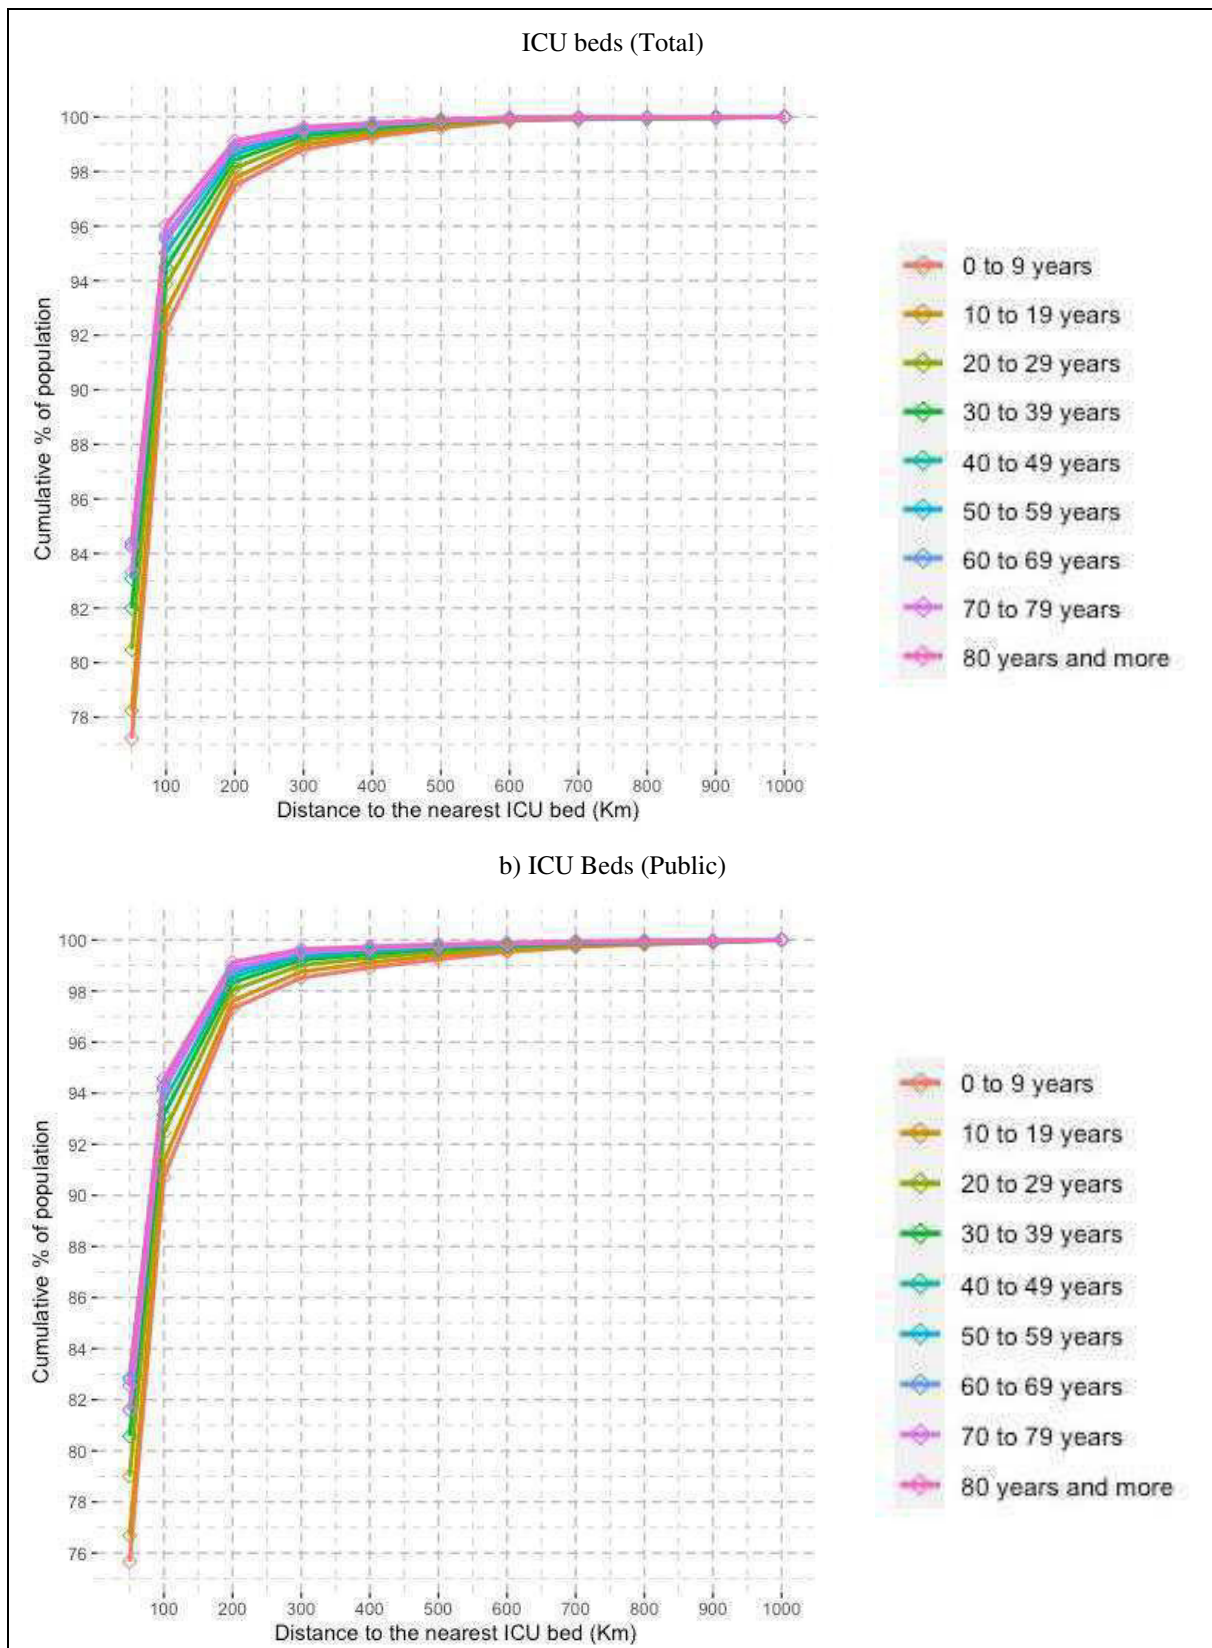 ICU beds (Total)
Cumulative % of population
100
98
96
94
92
90
88
86
84
82
80
78
100 200 300 400 500 600 700 800 900 1000
Distance to the nearest ICU bed (Km)
0 to 9 years
10 to 19 years
20 to 29 years
30 to 39 years
40 to 49 years
50 to 59 years
60 to 69 years
70 to 79 years
80 years and more
b) ICU Beds (Public)
Cumulative % of population
100
98
96
94
92
90
88
86
84
82
80
78
76
100 200 300 400 500 600 700 800 900 1000
Distance to the nearest ICU bed (Km)
0 to 9 years
10 to 19 years
20 to 29 years
30 to 39 years
40 to 49 years
50 to 59 years
60 to 69 years
70 to 79 years
80 years and more